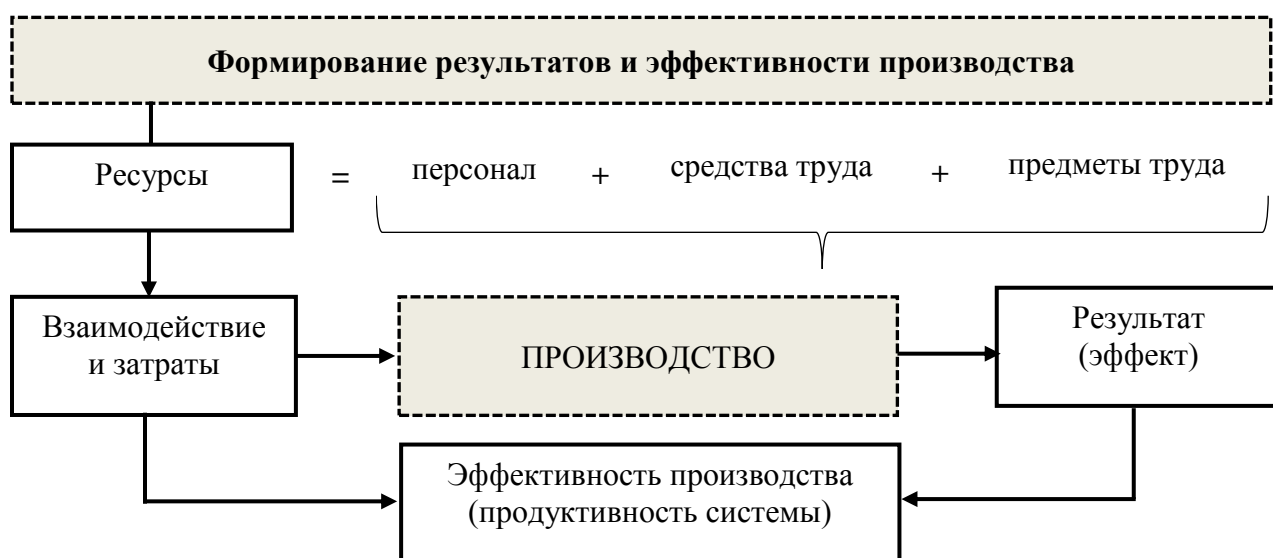 Формирование результатов и эффективности производства
Ресурсы = персонал + средства труда + предметы труда
Взаимодействие
и затраты
ПРОИЗВОДСТВО
Результат
(эффект)
Эффективность производства
(продуктивность системы)